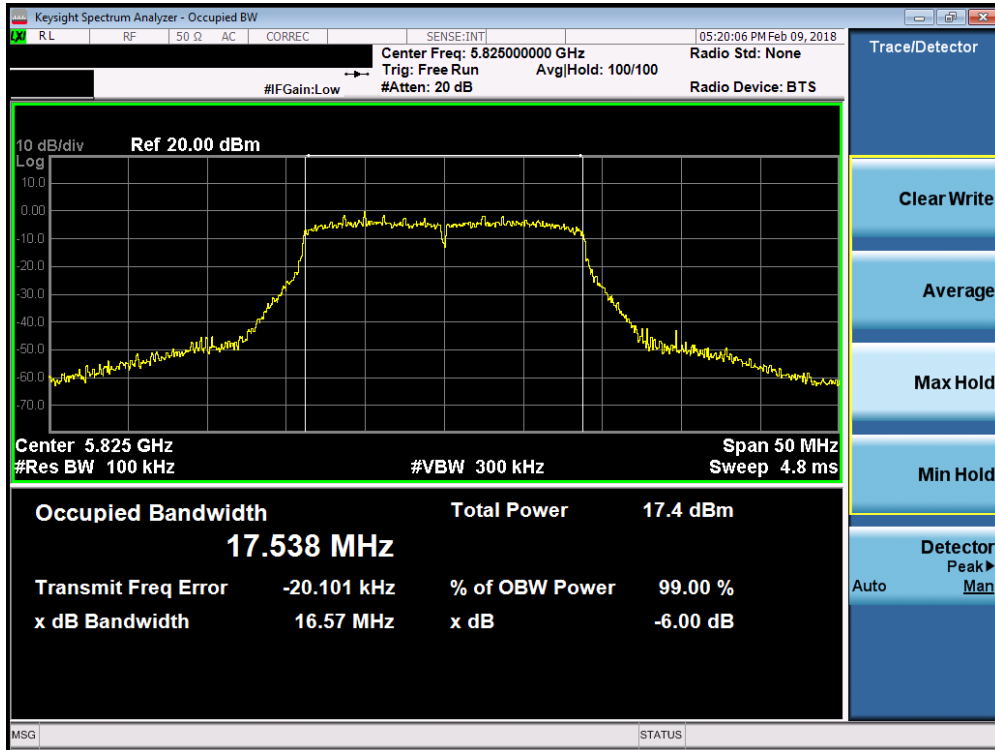 Keysight Spectrum Analyzer - Occupied BW
LXI RL RF 50 Ω AC CORREC SENSE:INT 05:20:06 PM Feb 09, 2018
Center Freq: 5.825000000 GHz Radio Std: None
Trig: Free Run Avg|Hold: 100/100
#IFGain:Low #Atten: 20 dB Radio Device: BTS
10 dB/div Ref 20.00 dBm
Log
10.0
0.00
-10.0
-20.0
-30.0
-40.0
-50.0
-60.0
-70.0
Center 5.825 GHz Span 50 MHz
#Res BW 100 kHz #VBW 300 kHz Sweep 4.8 ms
Occupied Bandwidth Total Power 17.4 dBm
17.538 MHz
Transmit Freq Error -20.101 kHz % of OBW Power 99.00 %
x dB Bandwidth 16.57 MHz x dB -6.00 dB
MSG STATUS
Trace/Detector
Clear Write
Average
Max Hold
Min Hold
Detector
Peak▶
Auto Man